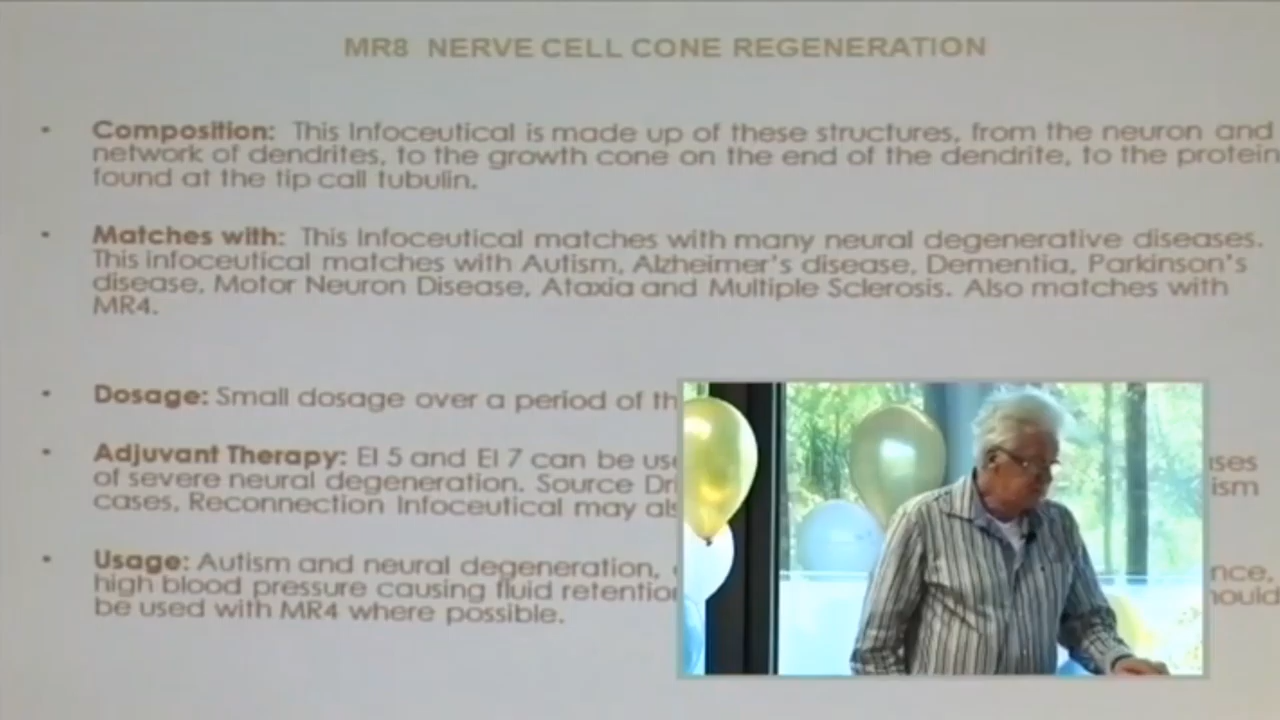 MR8 NERVE CELL CONE REGENERATION
• Composition: This Infoceutical is made up of these structures, from the neuron and
network of dendrites, to the growth cone on the end of the dendrite, to the protein
found at the tip call tubulin.
• Matches with: This Infoceutical matches with many neural degenerative diseases.
This infoceutical matches with Autism, Alzheimer's disease, Dementia, Parkinson's
disease, Motor Neuron Disease, Ataxia and Multiple Sclerosis. Also matches with
MR4.
• Dosage: Small dosage over a period of
• Adjuvant Therapy: EI 5 and EI 7 can be
of severe neural degeneration. Source
cases, Reconnection Infoceutical may
• Usage: Autism and neural degeneration,
high blood pressure causing fluid
be used with MR4 where possible.